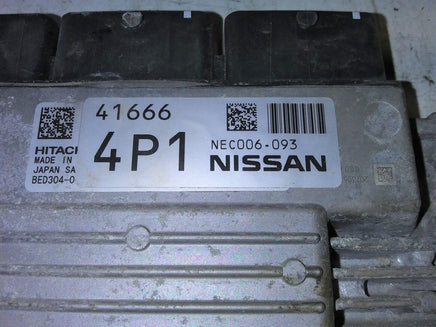 41666
NEC006-093
HITACHI
4P1
NISSAN
MADE IN
JAPAN SA
BED304-0